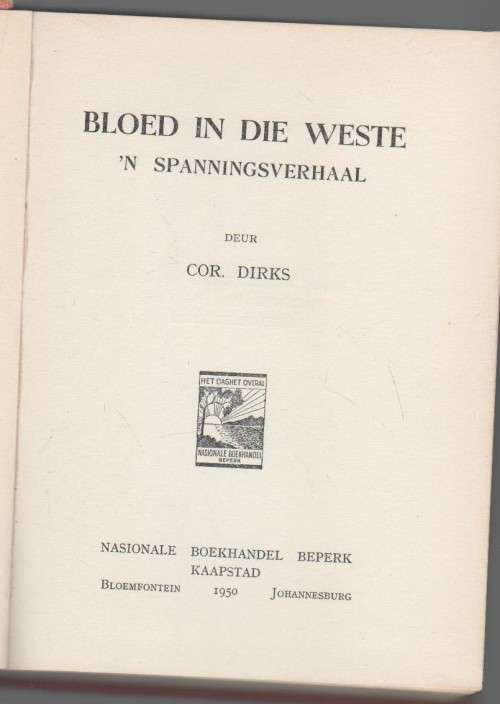 BLOED IN DIE WESTE
'N SPANNINGSVERHAAL
DEUR
COR. DIRKS
HET DAGHET OVERAL
NASIONALE BOEKHANDEL
BEPERK
NASIONALE BOEKHANDEL BEPERK
KAAPSTAD
BLOEMFONTEIN 1950 JOHANNESBURG